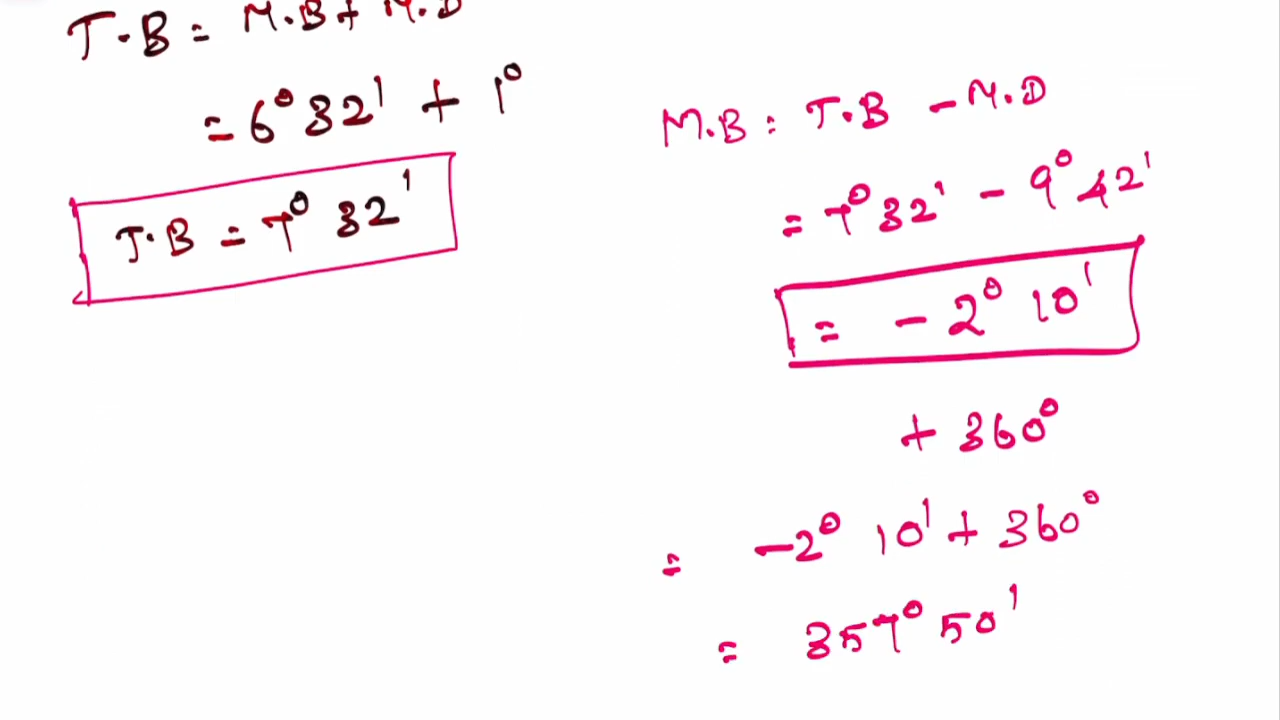 T.B = M.B + M.D
= 6° 32' + 1°
T.B = 7° 32'
M.B = T.B - M.D
= 7° 32' - 9° 42'
= - 2° 10'
+ 360°
= -2° 10' + 360°
= 357° 50'